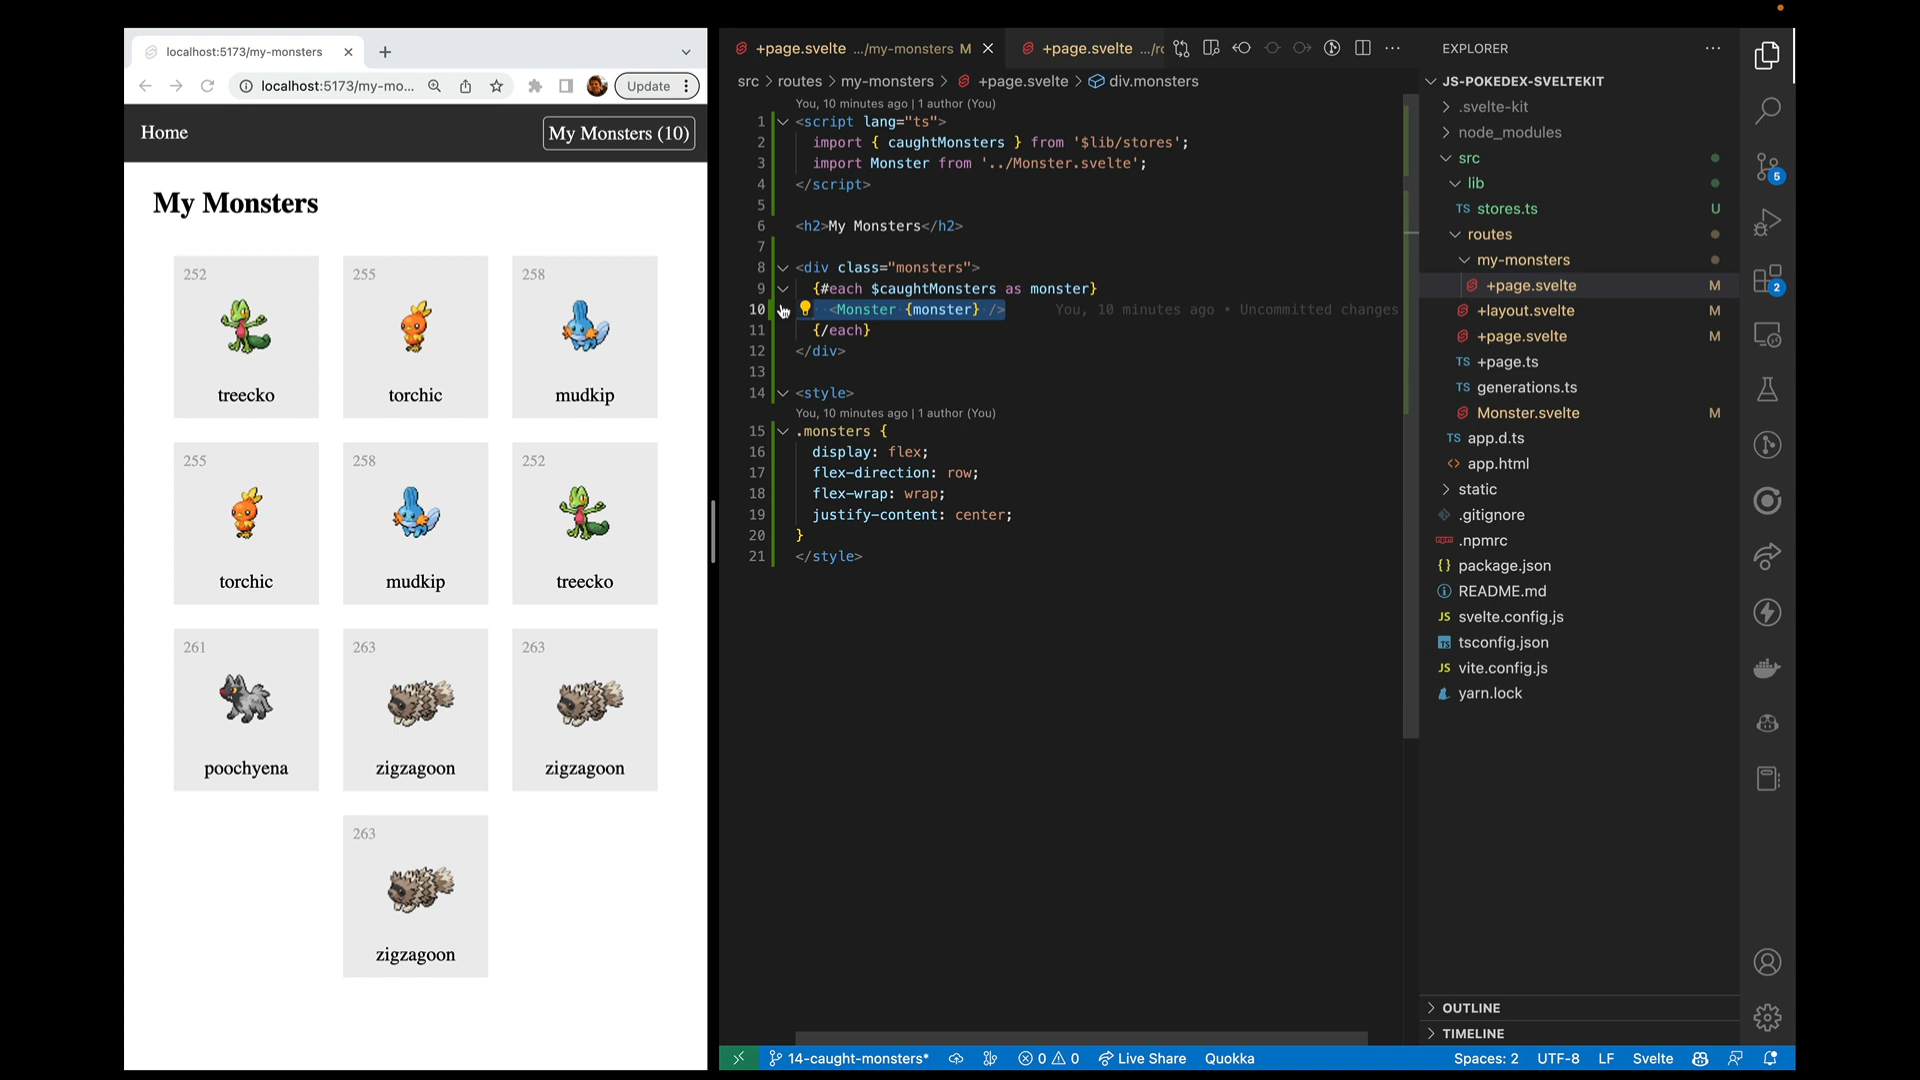 localhost:5173/my-monsters
localhost:5173/my-mo...
Update
Home
My Monsters (10)
My Monsters
252
treecko
255
torchic
258
mudkip
255
torchic
258
mudkip
252
treecko
261
poochyena
263
zigzagoon
263
zigzagoon
263
zigzagoon
+page.svelte .../my-monsters M
+page.svelte .../rc
src > routes > my-monsters > +page.svelte > div.monsters
You, 10 minutes ago | 1 author (You)
1 <script lang="ts">
2 import { caughtMonsters } from '$lib/stores';
3 import Monster from '../Monster.svelte';
4 </script>
5
6 <h2>My Monsters</h2>
7
8 <div class="monsters">
9 {#each $caughtMonsters as monster}
10 <Monster {monster} /> You, 10 minutes ago • Uncommitted changes
11 {/each}
12 </div>
13
14 <style>
You, 10 minutes ago | 1 author (You)
15 .monsters {
16 display: flex;
17 flex-direction: row;
18 flex-wrap: wrap;
19 justify-content: center;
20 }
21 </style>
EXPLORER
JS-POKEDEX-SVELTEKIT
.svelte-kit
node_modules
src
lib
TS stores.ts U
routes
my-monsters
+page.svelte M
+layout.svelte M
+page.svelte M
TS +page.ts
TS generations.ts
Monster.svelte M
TS app.d.ts
<> app.html
static
.gitignore
.npmrc
{} package.json
README.md
JS svelte.config.js
TS tsconfig.json
JS vite.config.js
yarn.lock
OUTLINE
TIMELINE
5
2
14-caught-monsters* 0 0 Live Share Quokka
Spaces: 2 UTF-8 LF Svelte